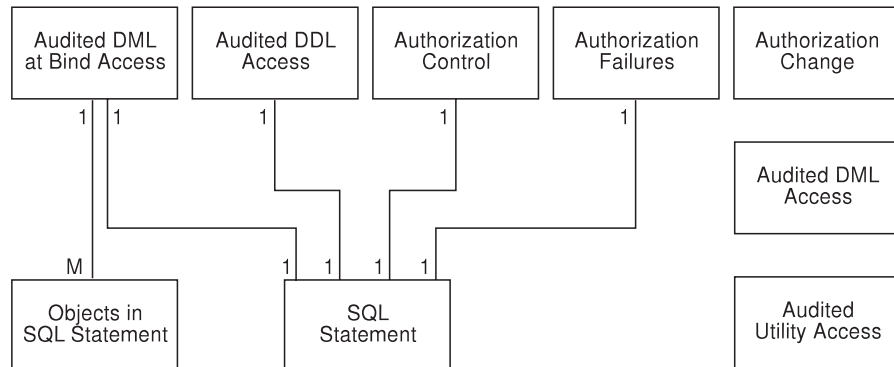 Audited DML
at Bind Access
Audited DDL
Access
Authorization
Control
Authorization
Failures
Authorization
Change
1 1
1
1
1
Audited DML
Access
M
1
1
1
1
Objects in
SQL Statement
SQL
Statement
Audited
Utility Access